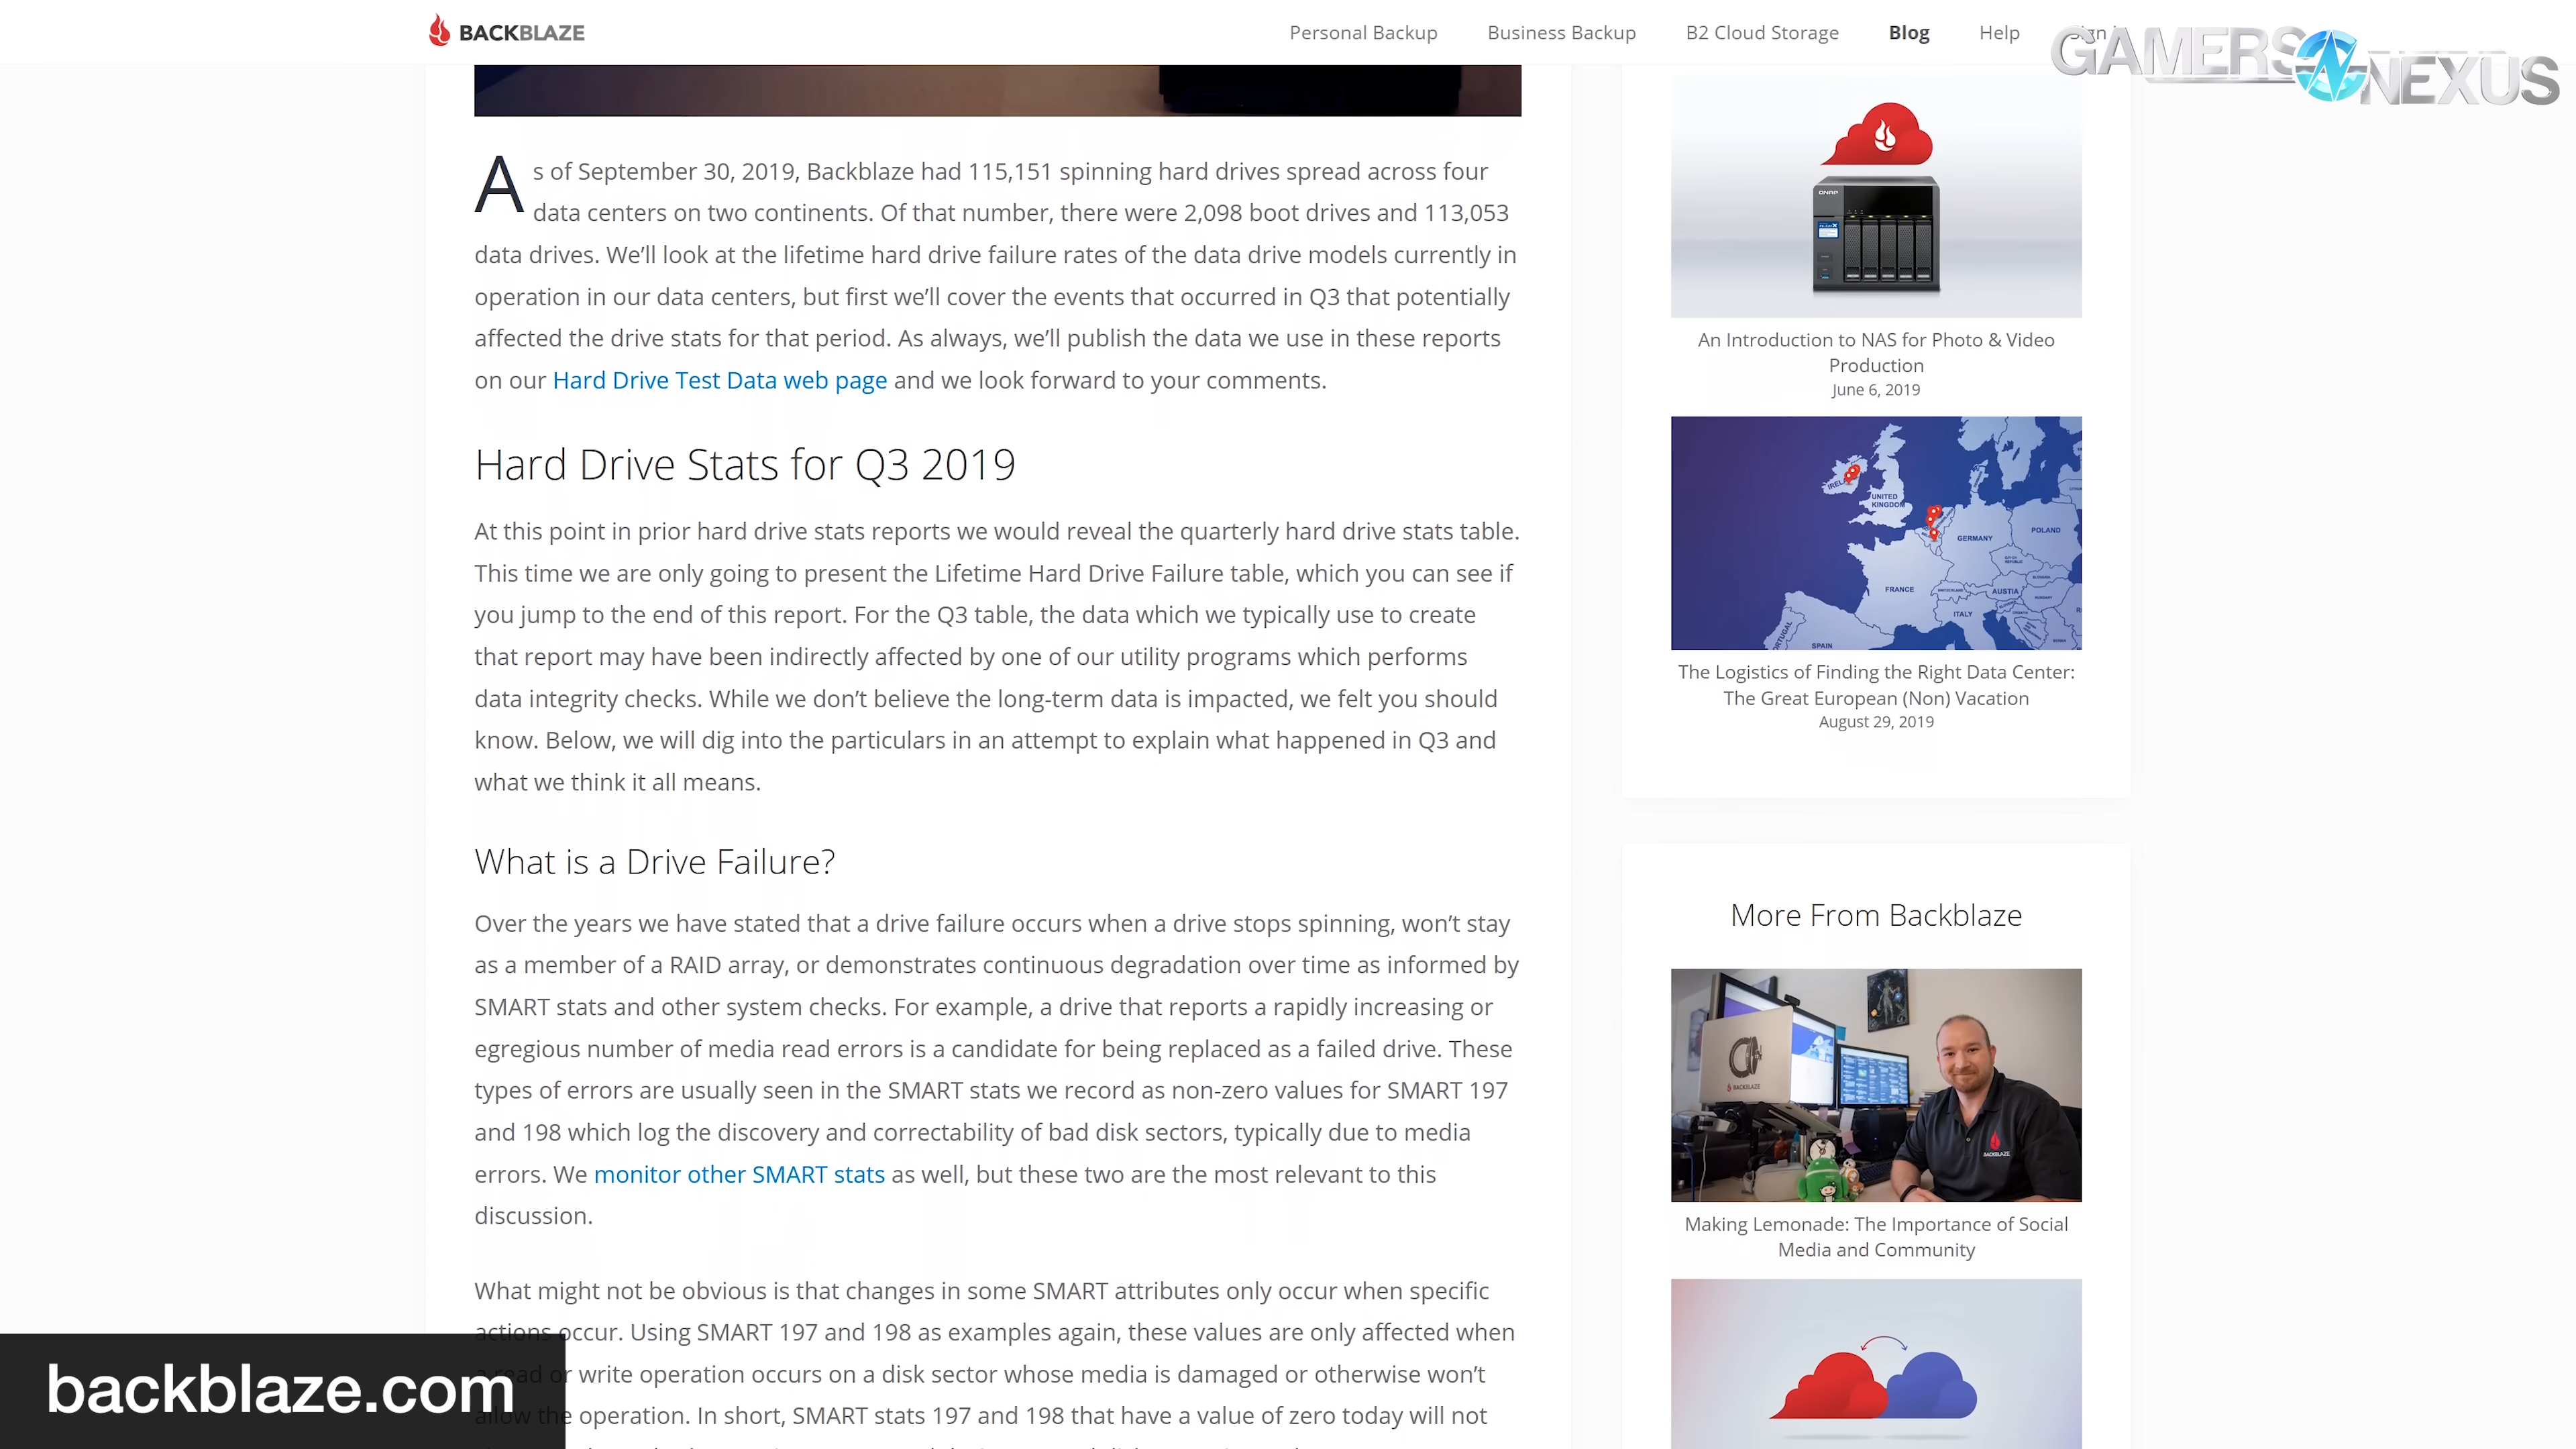 BACKBLAZE
Personal Backup
Business Backup
B2 Cloud Storage
Blog
Help
Sign
GAMERS NEXUS
As of September 30, 2019, Backblaze had 115,151 spinning hard drives spread across four
data centers on two continents. Of that number, there were 2,098 boot drives and 113,053
data drives. We’ll look at the lifetime hard drive failure rates of the data drive models currently in
operation in our data centers, but first we’ll cover the events that occurred in Q3 that potentially
affected the drive stats for that period. As always, we’ll publish the data we use in these reports
on our Hard Drive Test Data web page and we look forward to your comments.
Hard Drive Stats for Q3 2019
At this point in prior hard drive stats reports we would reveal the quarterly hard drive stats table.
This time we are only going to present the Lifetime Hard Drive Failure table, which you can see if
you jump to the end of this report. For the Q3 table, the data which we typically use to create
that report may have been indirectly affected by one of our utility programs which performs
data integrity checks. While we don’t believe the long-term data is impacted, we felt you should
know. Below, we will dig into the particulars in an attempt to explain what happened in Q3 and
what we think it all means.
What is a Drive Failure?
Over the years we have stated that a drive failure occurs when a drive stops spinning, won’t stay
as a member of a RAID array, or demonstrates continuous degradation over time as informed by
SMART stats and other system checks. For example, a drive that reports a rapidly increasing or
egregious number of media read errors is a candidate for being replaced as a failed drive. These
types of errors are usually seen in the SMART stats we record as non-zero values for SMART 197
and 198 which log the discovery and correctability of bad disk sectors, typically due to media
errors. We monitor other SMART stats as well, but these two are the most relevant to this
discussion.
What might not be obvious is that changes in some SMART attributes only occur when specific
actions occur. Using SMART 197 and 198 as examples again, these values are only affected when
a read or write operation occurs on a disk sector whose media is damaged or otherwise won’t
allow the operation. In short, SMART stats 197 and 198 that have a value of zero today will not
backblaze.com
QNAP
An Introduction to NAS for Photo & Video
Production
June 6, 2019
UNITED
KINGDOM
POLAND
GERMANY
FRANCE
AUSTIA
ITALY
SPAIN
The Logistics of Finding the Right Data Center:
The Great European (Non) Vacation
August 29, 2019
More From Backblaze
BACKBLAZE
BACKBLAZE
Making Lemonade: The Importance of Social
Media and Community